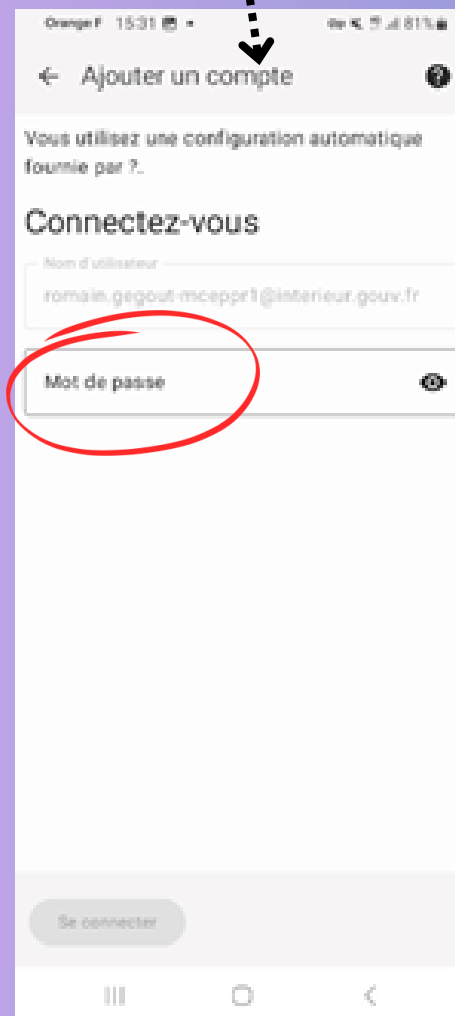 Orange F 15:31
81%
Ajouter un compte
Vous utilisez une configuration automatique
fournie par ?.
Connectez-vous
Nom d'utilisateur
romain.gegout-mceppr1@interieur.gouv.fr
Mot de passe
Se connecter